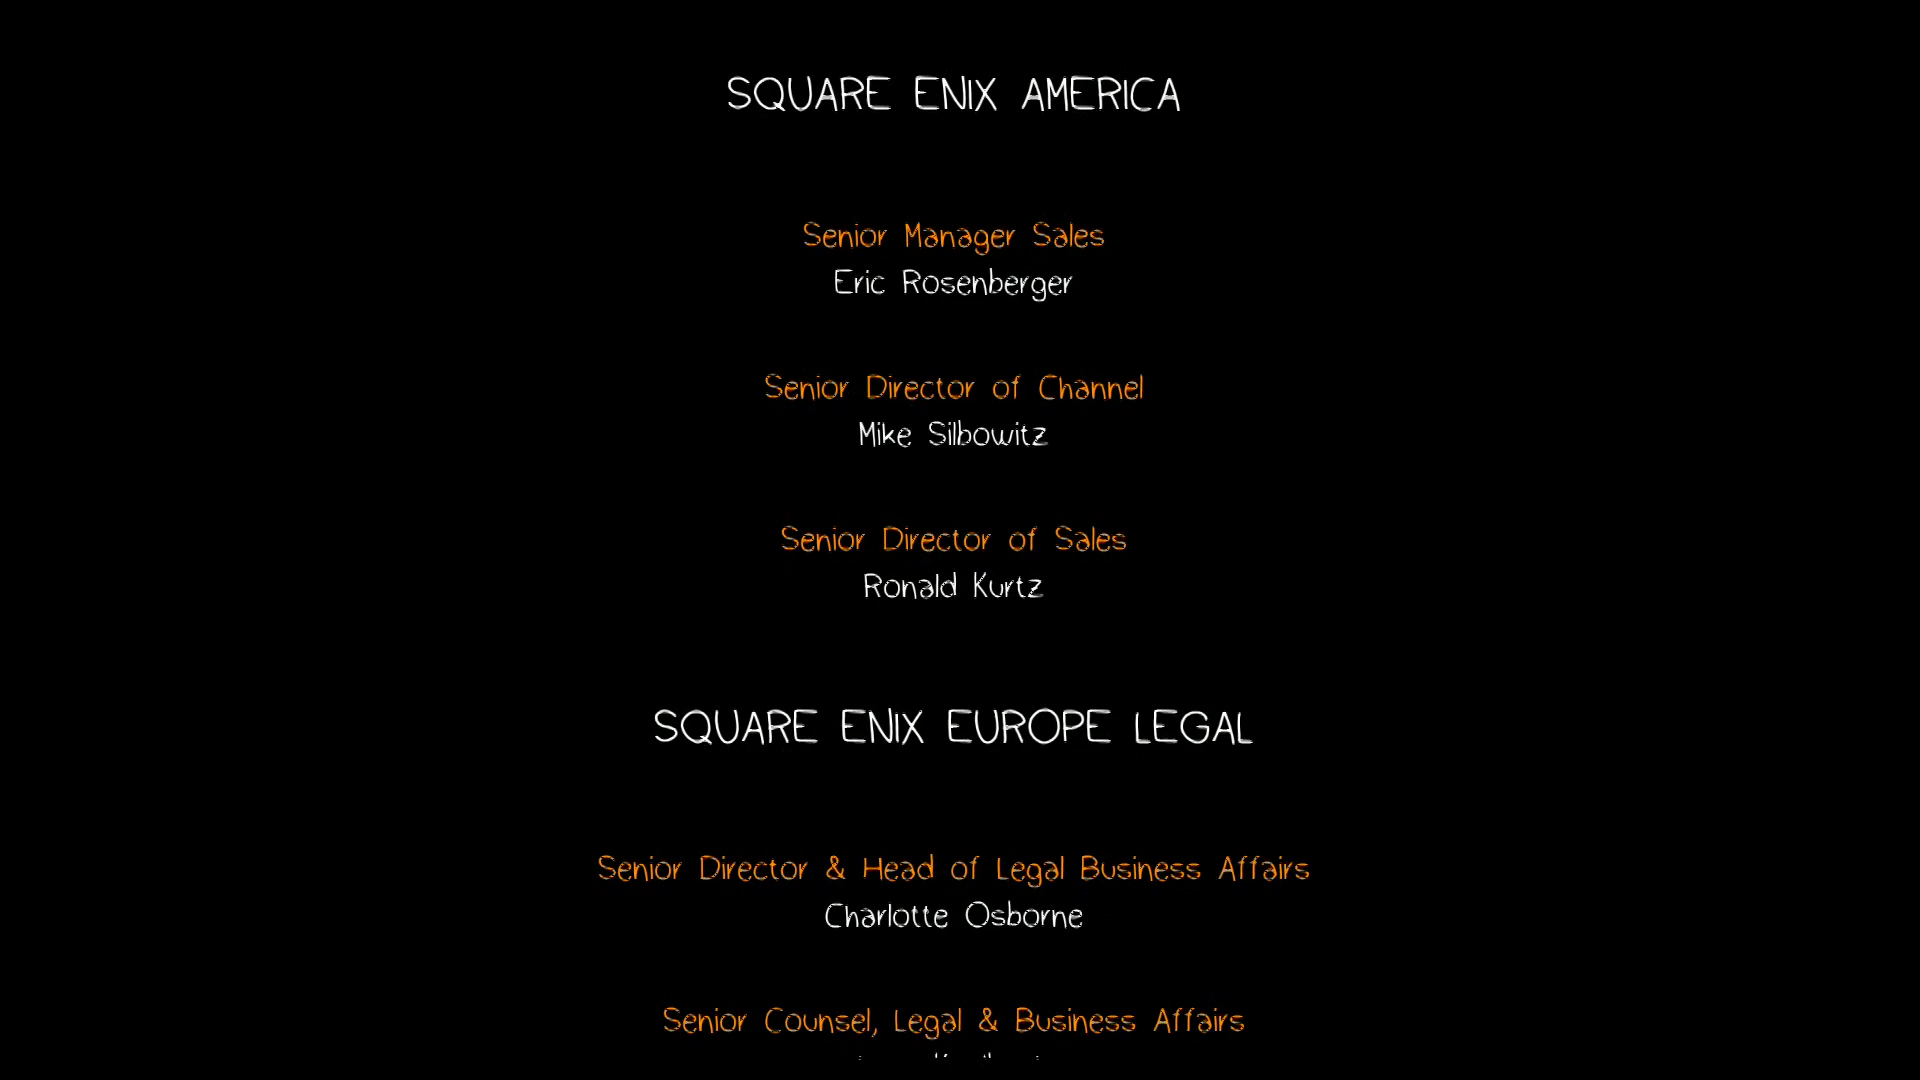 SQUARE ENIX AMERICA
Senior Manager Sales
Eric Rosenberger
Senior Director of Channel
Mike Silbowitz
Senior Director of Sales
Ronald Kurtz
SQUARE ENIX EUROPE LEGAL
Senior Director & Head of Legal Business Affairs
Charlotte Osborne
Senior Counsel, Legal & Business Affairs